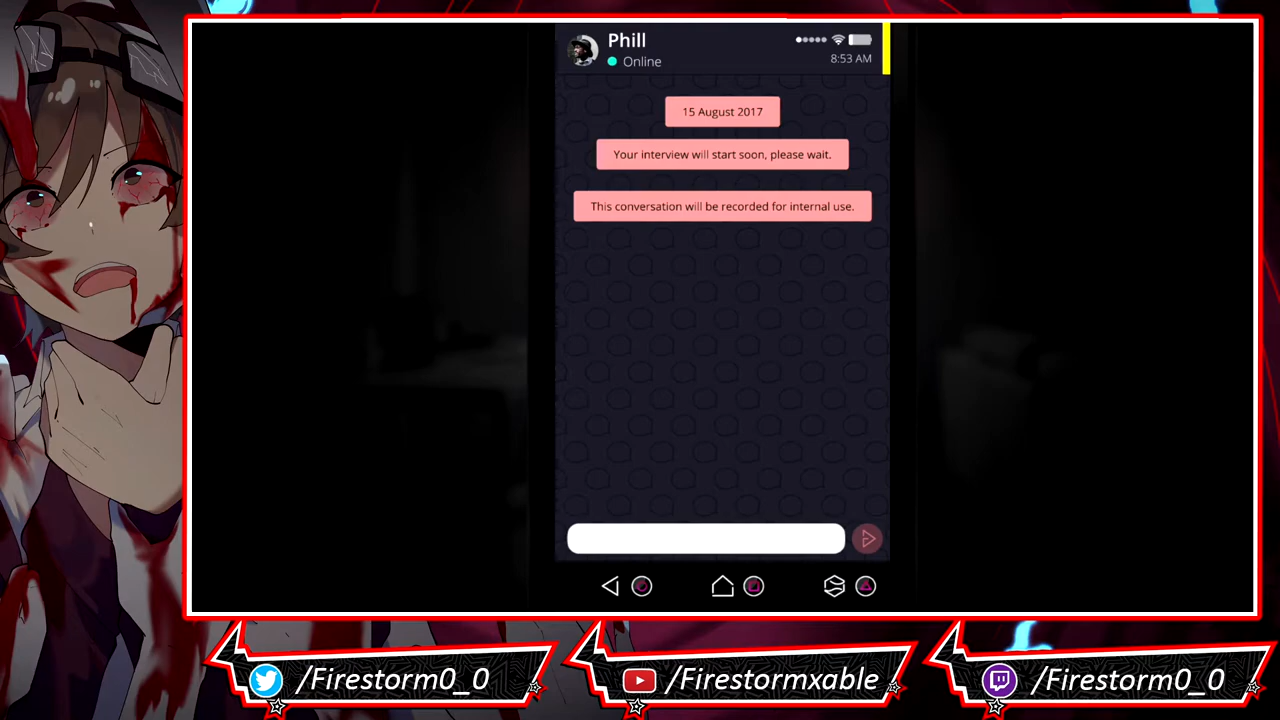 Phill
Online
8:53 AM
15 August 2017
Your interview will start soon, please wait.
This conversation will be recorded for internal use.
/Firestorm0_0
/Firestormxable
/Firestorm0_0